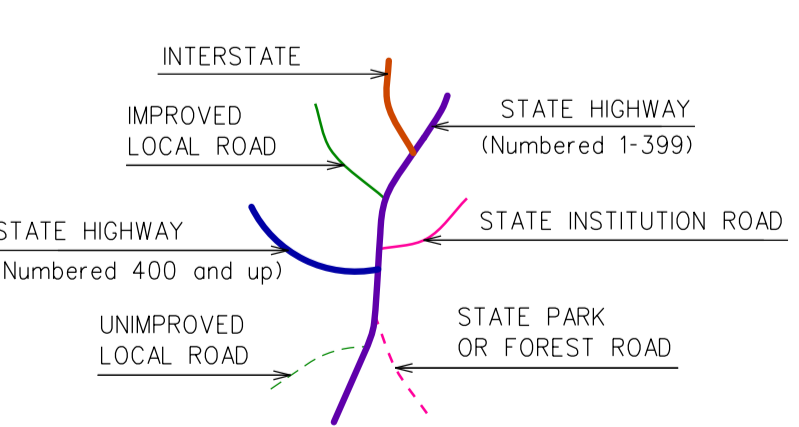 INTERSTATE
IMPROVED
LOCAL ROAD
STATE HIGHWAY
(Numbered 1-399)
STATE HIGHWAY
(Numbered 400 and up)
STATE INSTITUTION ROAD
UNIMPROVED
LOCAL ROAD
STATE PARK
OR FOREST ROAD